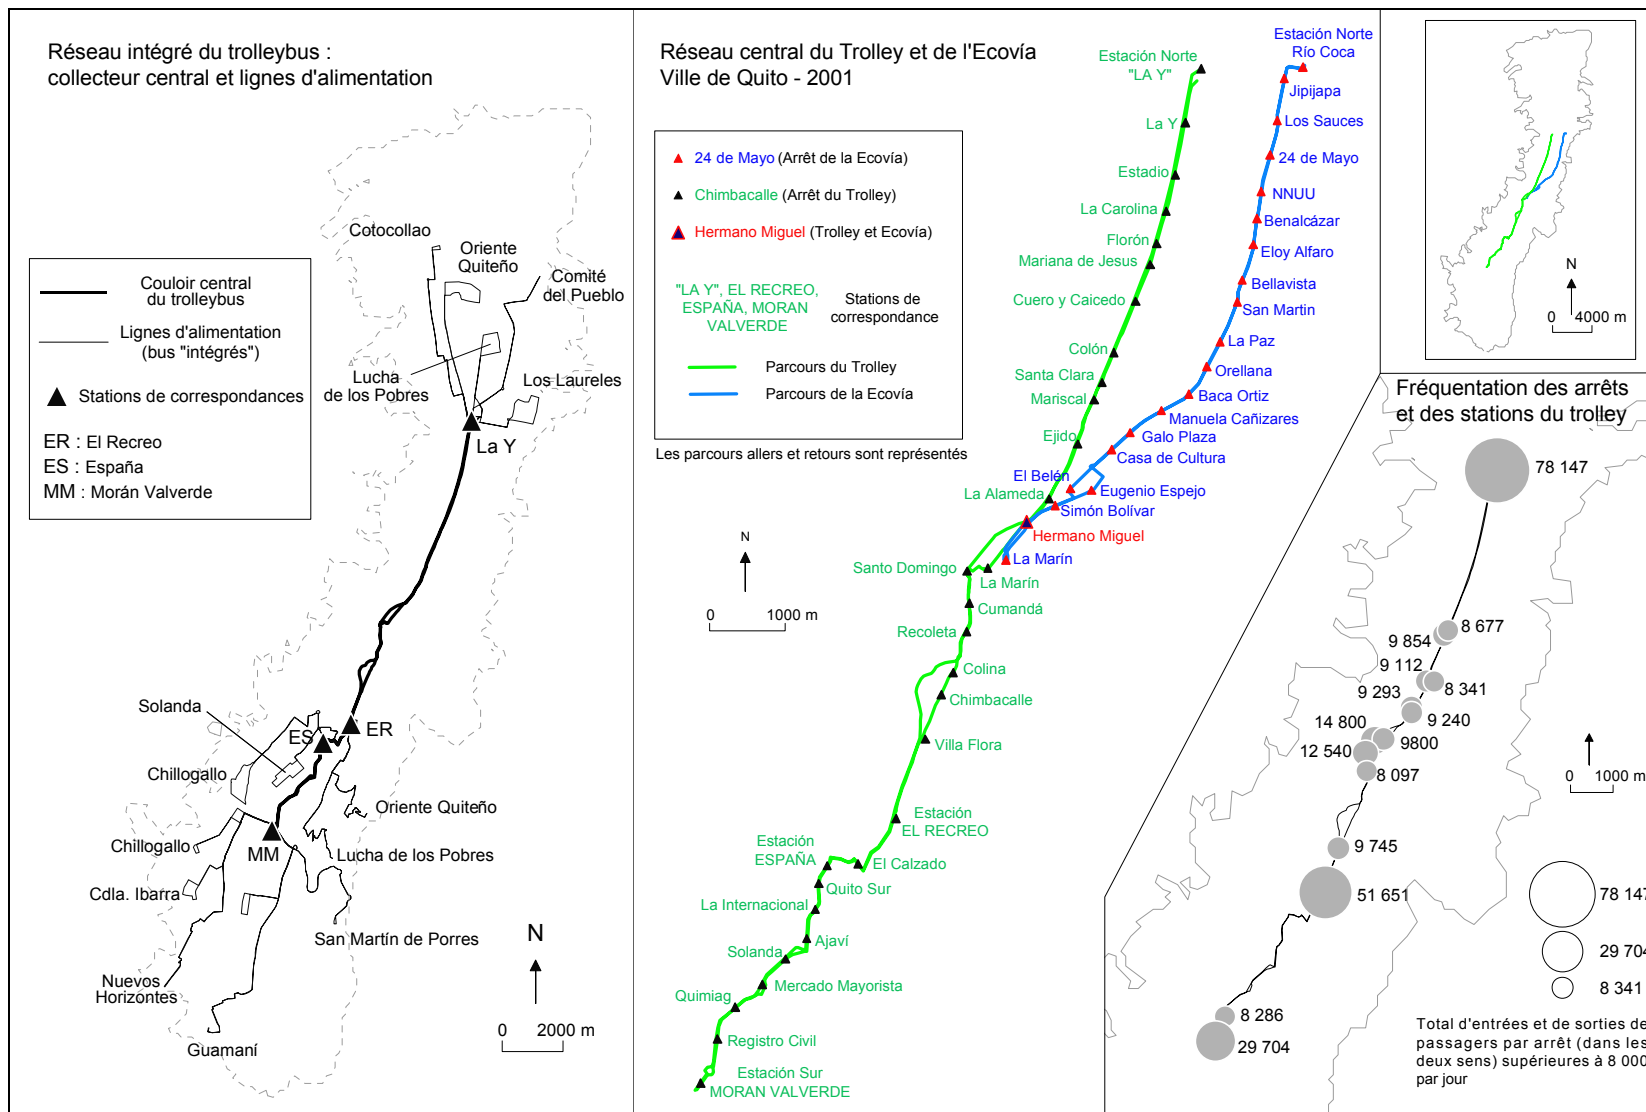 Réseau intégré du trolleybus :
collecteur central et lignes d'alimentation
Cotocollao
Oriente
Quiteño
Comité
del Pueblo
Couloir central
du trolleybus
Lignes d'alimentation
(bus "intégrés")
Stations de correspondances
ER : El Recreo
ES : España
MM : Morán Valverde
Lucha
de los Pobres
Los Laureles
La Y
Solanda
ES
ER
Chillogallo
Oriente Quiteño
Chillogallo
MM
Lucha de los Pobres
Cdla. Ibarra
San Martín de Porres
Nuevos
Horizontes
Guamaní
N
0 2000 m
Réseau central du Trolley et de l'Ecovía
Ville de Quito - 2001
24 de Mayo (Arrêt de la Ecovía)
Chimbacalle (Arrêt du Trolley)
Hermano Miguel (Trolley et Ecovía)
"LA Y", EL RECREO,
ESPAÑA, MORAN
VALVERDE
Stations de
correspondance
Parcours du Trolley
Parcours de la Ecovía
Les parcours allers et retours sont représentés
Estación Norte
"LA Y"
La Y
Estadio
La Carolina
Florón
Mariana de Jesus
Cuero y Caicedo
Colón
Santa Clara
Mariscal
Ejido
La Alameda
Estación Norte
Río Coca
Jipijapa
Los Sauces
24 de Mayo
NNUU
Benalcázar
Eloy Alfaro
Bellavista
San Martin
La Paz
Orellana
Baca Ortiz
Manuela Cañizares
Galo Plaza
Casa de Cultura
El Belén
Eugenio Espejo
Simón Bolívar
Hermano Miguel
La Marín
Santo Domingo
La Marín
Cumandá
Recoleta
Colina
Chimbacalle
Villa Flora
Estación
EL RECREO
Estación
ESPAÑA
El Calzado
Quito Sur
La Internacional
Ajaví
Solanda
Mercado Mayorista
Quimiag
Registro Civil
Estación Sur
MORAN VALVERDE
N
0 1000 m
N
0 4000 m
Fréquentation des arrêts
et des stations du trolley
78 147
8 677
9 854
9 112
8 341
9 293
9 240
14 800
9800
12 540
8 097
9 745
51 651
8 286
29 704
0 1000 m
78 147
29 704
8 341
Total d'entrées et de sorties de
passagers par arrêt (dans les
deux sens) supérieures à 8 000
par jour